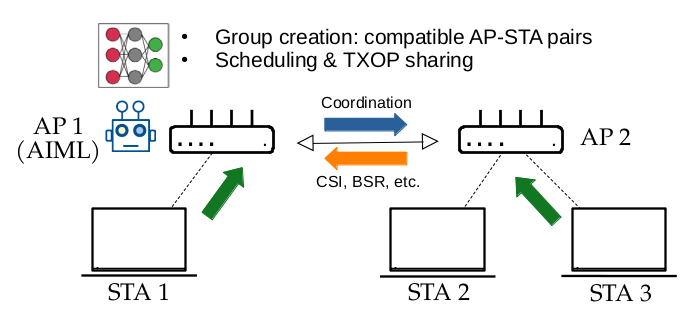 • Group creation: compatible AP-STA pairs
• Scheduling & TXOP sharing
AP 1
(AIML)
Coordination
CSI, BSR, etc.
AP 2
STA 1
STA 2
STA 3